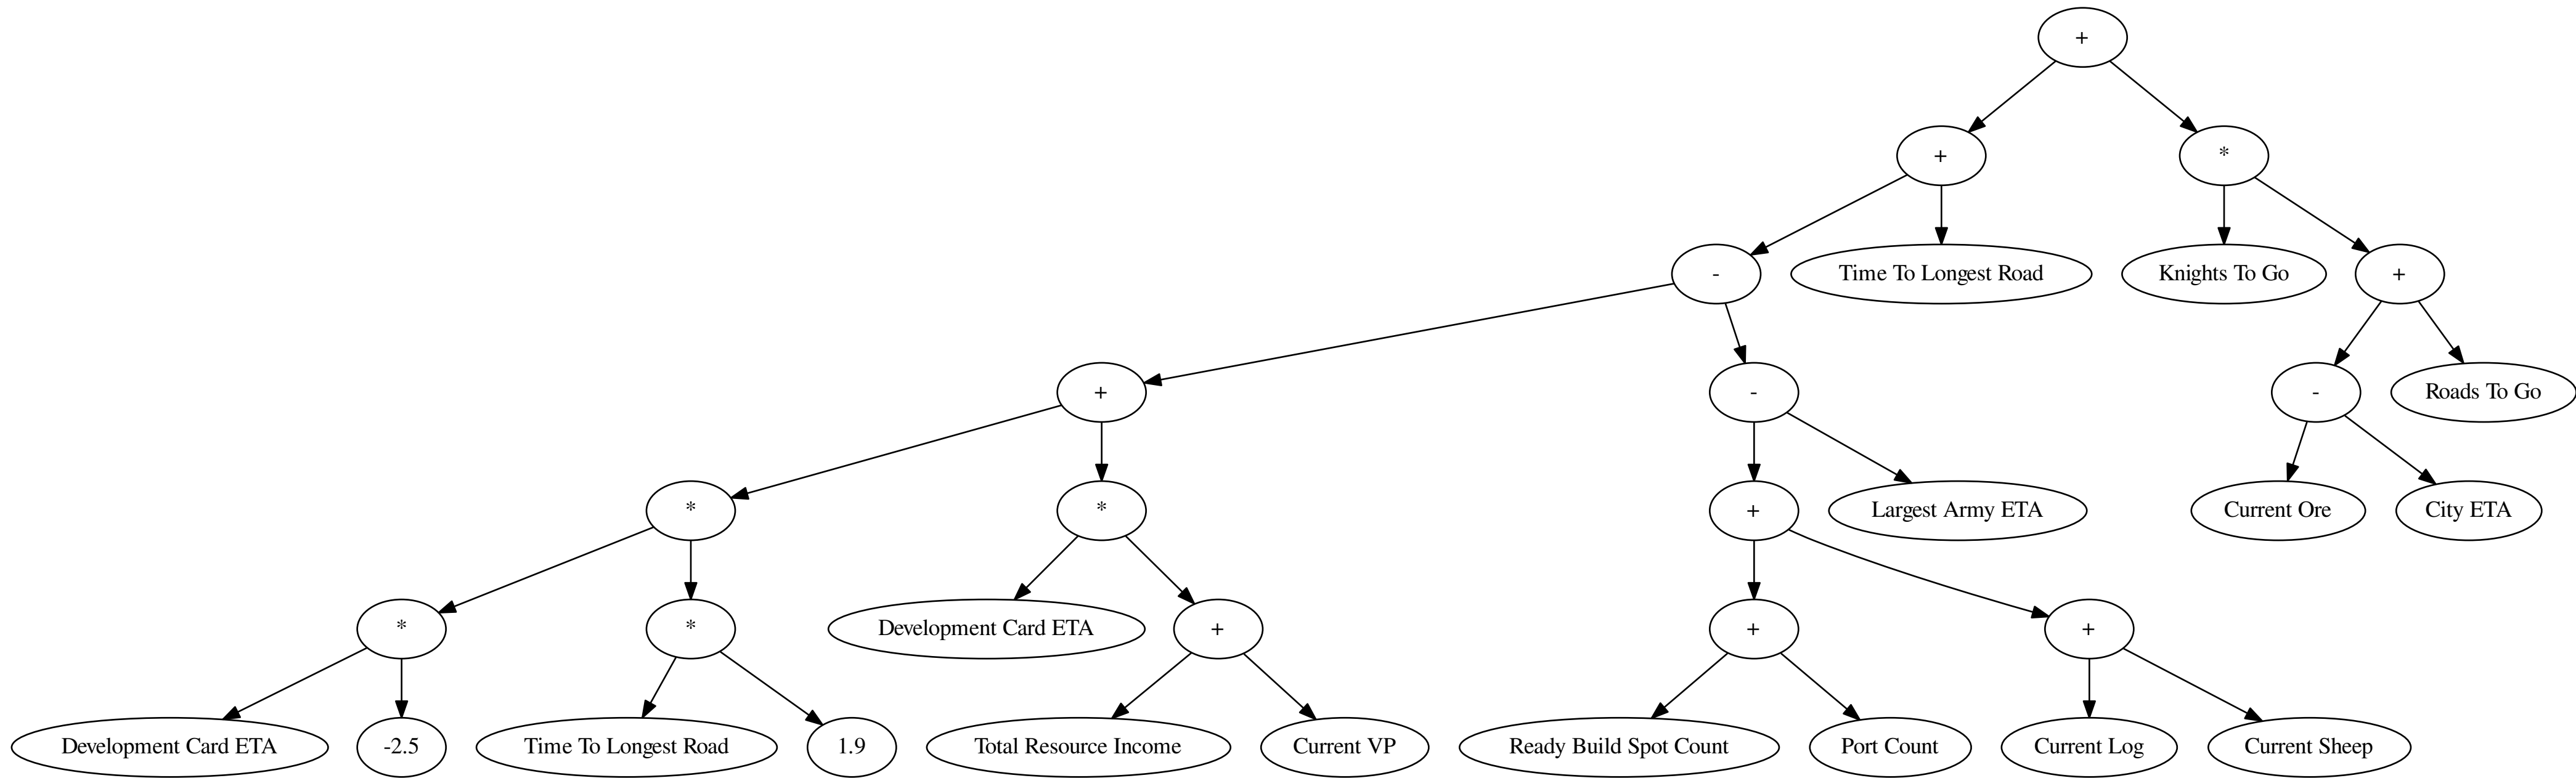 +
+
*
-
Time To Longest Road
Knights To Go
+
+
-
-
Roads To Go
*
*
+
Largest Army ETA
Current Ore
City ETA
*
*
Development Card ETA
+
+
+
Development Card ETA
-2.5
Time To Longest Road
1.9
Total Resource Income
Current VP
Ready Build Spot Count
Port Count
Current Log
Current Sheep